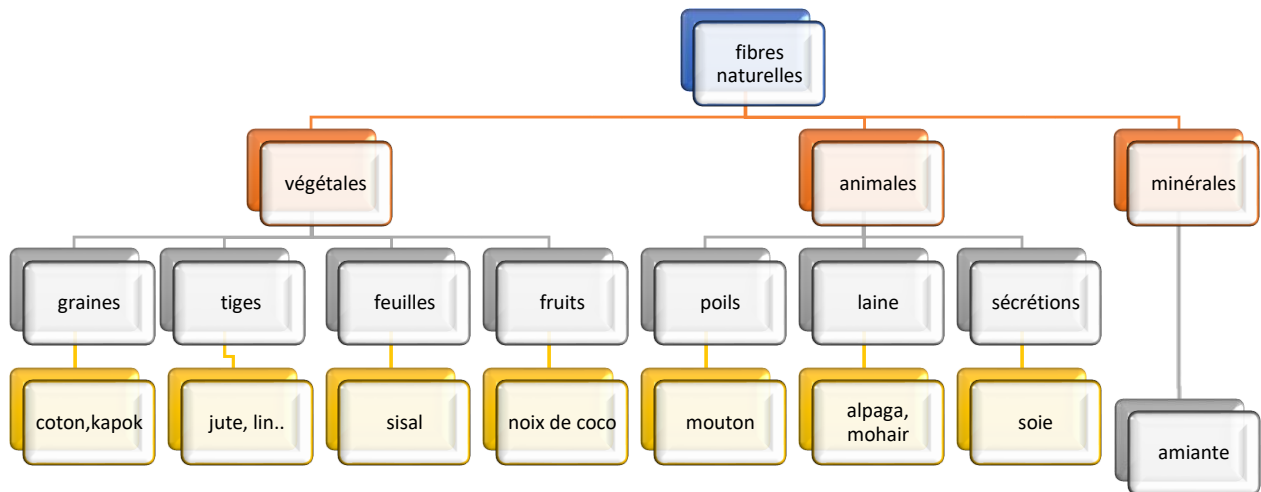 fibres
naturelles
végétales
animales
minérales
graines
tiges
feuilles
fruits
poils
laine
sécrétions
coton,kapok
jute, lin..
sisal
noix de coco
mouton
alpaga,
mohair
soie
amiante